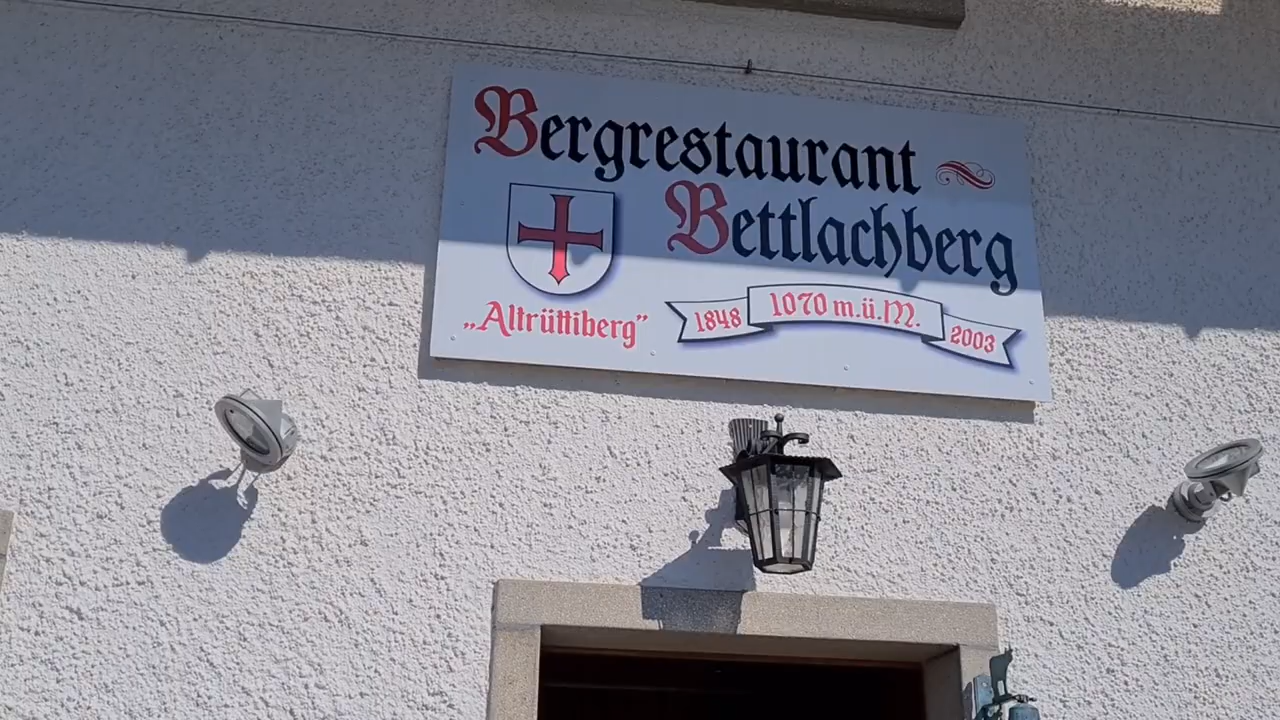 Bergrestaurant
Bettlachberg
„Altrüttiberg”
1848 1070 m.ü.M. 2003